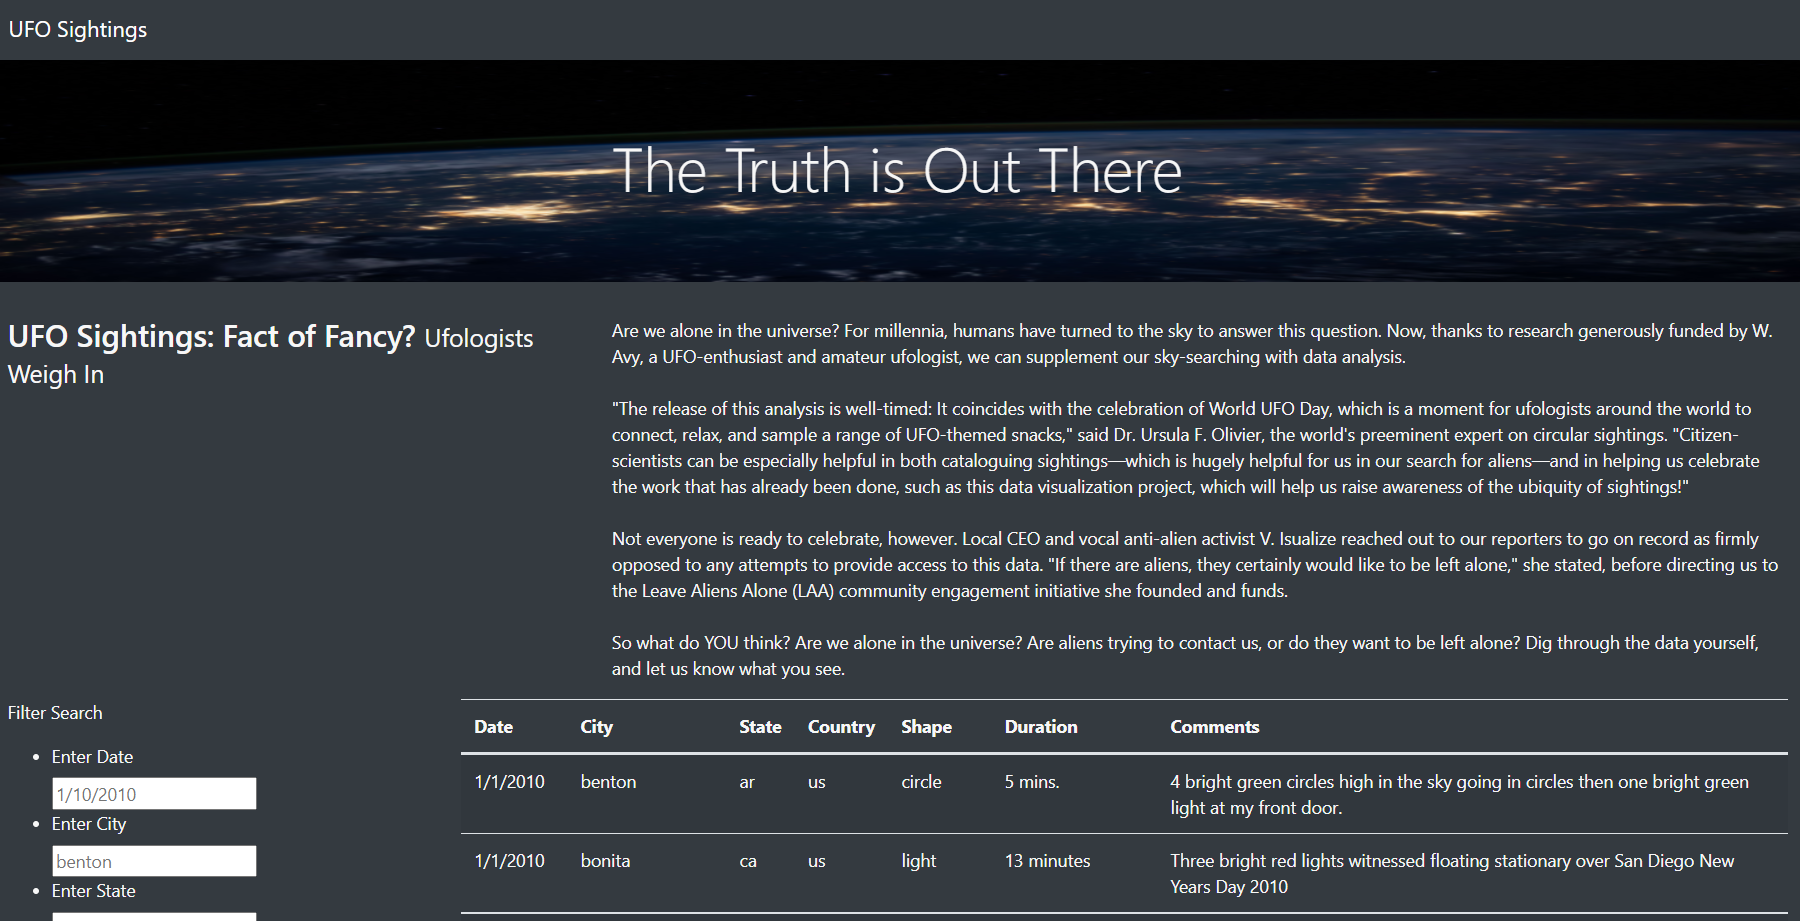 UFO Sightings
The Truth is Out There
UFO Sightings: Fact of Fancy? Ufologists
Weigh In
Are we alone in the universe? For millennia, humans have turned to the sky to answer this question. Now, thanks to research generously funded by W.
Avy, a UFO-enthusiast and amateur ufologist, we can supplement our sky-searching with data analysis.
"The release of this analysis is well-timed: It coincides with the celebration of World UFO Day, which is a moment for ufologists around the world to
connect, relax, and sample a range of UFO-themed snacks," said Dr. Ursula F. Olivier, the world's preeminent expert on circular sightings. "Citizen-
scientists can be especially helpful in both cataloguing sightings—which is hugely helpful for us in our search for aliens—and in helping us celebrate
the work that has already been done, such as this data visualization project, which will help us raise awareness of the ubiquity of sightings!"
Not everyone is ready to celebrate, however. Local CEO and vocal anti-alien activist V. Isualize reached out to our reporters to go on record as firmly
opposed to any attempts to provide access to this data. "If there are aliens, they certainly would like to be left alone," she stated, before directing us to
the Leave Aliens Alone (LAA) community engagement initiative she founded and funds.
So what do YOU think? Are we alone in the universe? Are aliens trying to contact us, or do they want to be left alone? Dig through the data yourself,
and let us know what you see.
Filter Search
Enter Date
1/10/2010
Enter City
benton
Enter State
Date City State Country Shape Duration Comments
1/1/2010 benton ar us circle 5 mins. 4 bright green circles high in the sky going in circles then one bright green
light at my front door.
1/1/2010 bonita ca us light 13 minutes Three bright red lights witnessed floating stationary over San Diego New
Years Day 2010